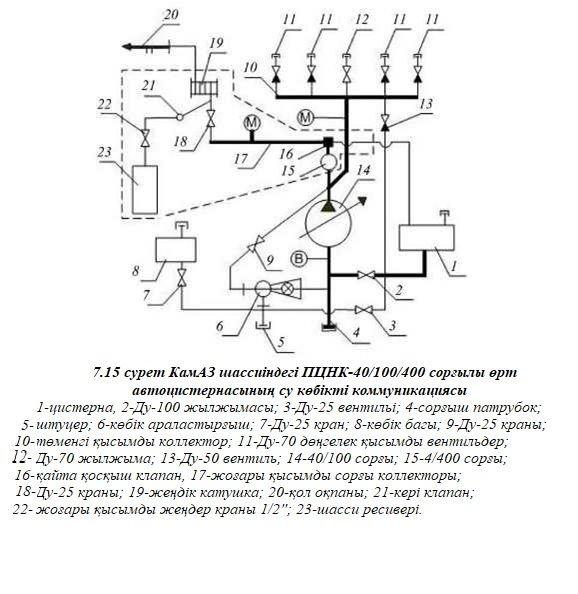 20
19
11
11
12
11
11
10
21
22
M
M
13
18
23
17
16
15
14
9
B
8
1
7
2
6
5
4
3
7.15 сурет КамАЗ шассиіндегі ПЦНК-40/100/400 сорғылы өрт
автоцистернасының су көбікті коммуникациясы
1-цистерна, 2-Ду-100 жылжымасы; 3-Ду-25 вентилы; 4-сорғыш патрубок;
5- штуцер; 6-көбік араластырғыш; 7-Ду-25 кран; 8-көбік багы; 9-Ду-25 краны;
10-төменгі қысымды коллектор; 11-Ду-70 дөңгелек қысымды вентильдер;
12- Ду-70 жылжыма; 13-Ду-50 вентиль; 14-40/100 сорғы; 15-4/400 сорғы;
16-қайта қосқыш клапан, 17-жоғары қысымды сорғы коллекторы;
18-Ду-25 краны; 19-жеңдік катушка; 20-қол оқпаны; 21-кері клапан;
22- жоғары қысымды жеңдер краны 1/2"; 23-шасси ресивері.